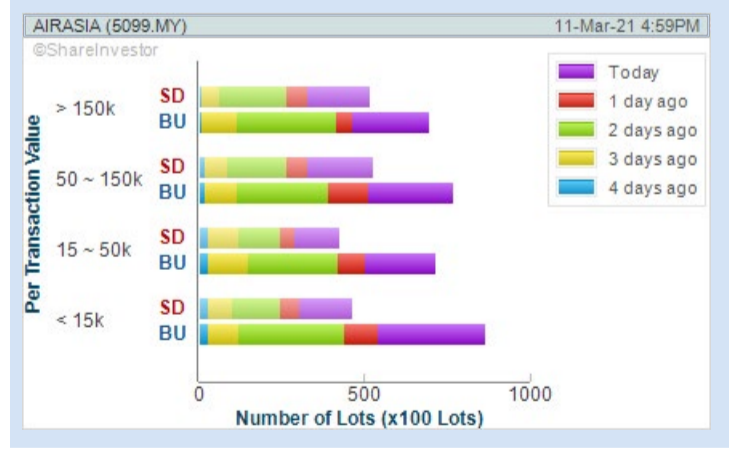 AIRASIA (5099.MY) 11-Mar-21 4:59PM
©ShareInvestor
Today
1 day ago
2 days ago
3 days ago
4 days ago
Per Transaction Value
> 150k
SD
BU
50 ~ 150k
SD
BU
15 ~ 50k
SD
BU
< 15k
SD
BU
0 500 1000
Number of Lots (x100 Lots)